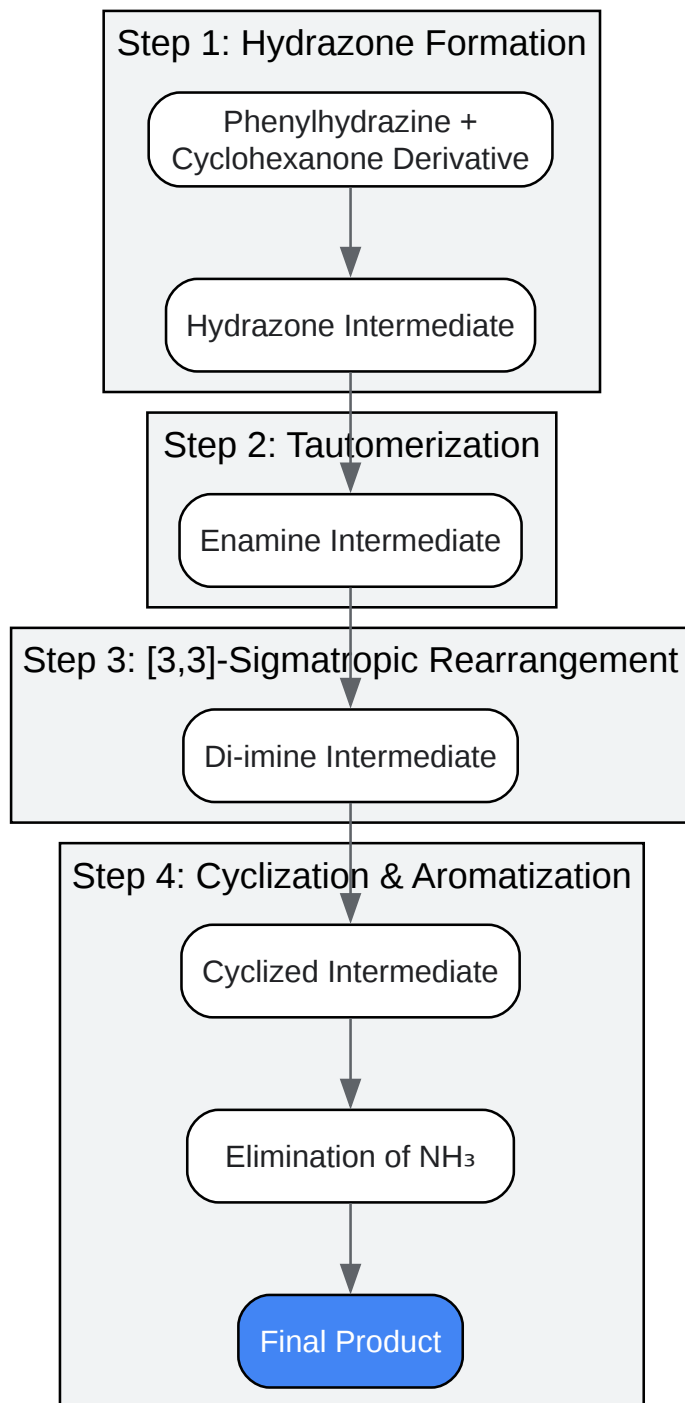 Step 1: Hydrazone Formation
Phenylhydrazine +
Cyclohexanone Derivative
Hydrazone Intermediate
Step 2: Tautomerization
Enamine Intermediate
Step 3: [3,3]-Sigmatropic Rearrangement
Di-imine Intermediate
Step 4: Cyclization & Aromatization
Cyclized Intermediate
Elimination of NH₃
Final Product